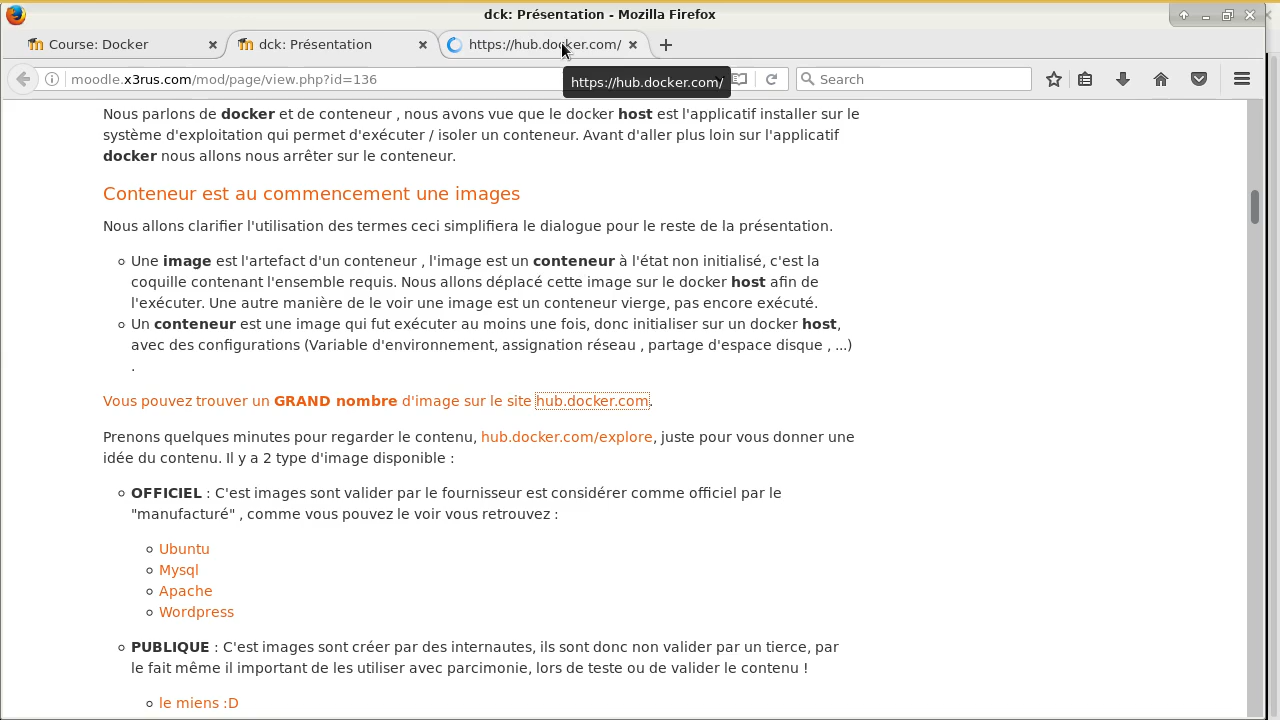 dck: Présentation - Mozilla Firefox
Course: Docker
dck: Présentation
https://hub.docker.com/
moodle.x3rus.com/mod/page/view.php?id=136
https://hub.docker.com/
Search
Nous parlons de docker et de conteneur , nous avons vue que le docker host est l'applicatif installer sur le
système d'exploitation qui permet d'exécuter / isoler un conteneur. Avant d'aller plus loin sur l'applicatif
docker nous allons nous arrêter sur le conteneur.
Conteneur est au commencement une images
Nous allons clarifier l'utilisation des termes ceci simplifiera le dialogue pour le reste de la présentation.
Une image est l'artefact d'un conteneur , l'image est un conteneur à l'état non initialisé, c'est la
coquille contenant l'ensemble requis. Nous allons déplacé cette image sur le docker host afin de
l'exécuter. Une autre manière de le voir une image est un conteneur vierge, pas encore exécuté.
Un conteneur est une image qui fut exécuter au moins une fois, donc initialiser sur un docker host,
avec des configurations (Variable d'environnement, assignation réseau , partage d'espace disque , ...)
.
Vous pouvez trouver un GRAND nombre d'image sur le site hub.docker.com.
Prenons quelques minutes pour regarder le contenu, hub.docker.com/explore, juste pour vous donner une
idée du contenu. Il y a 2 type d'image disponible :
OFFICIEL : C'est images sont valider par le fournisseur est considérer comme officiel par le
"manufacturé" , comme vous pouvez le voir vous retrouvez :
Ubuntu
Mysql
Apache
Wordpress
PUBLIQUE : C'est images sont créer par des internautes, ils sont donc non valider par un tierce, par
le fait même il important de les utiliser avec parcimonie, lors de teste ou de valider le contenu !
le miens :D